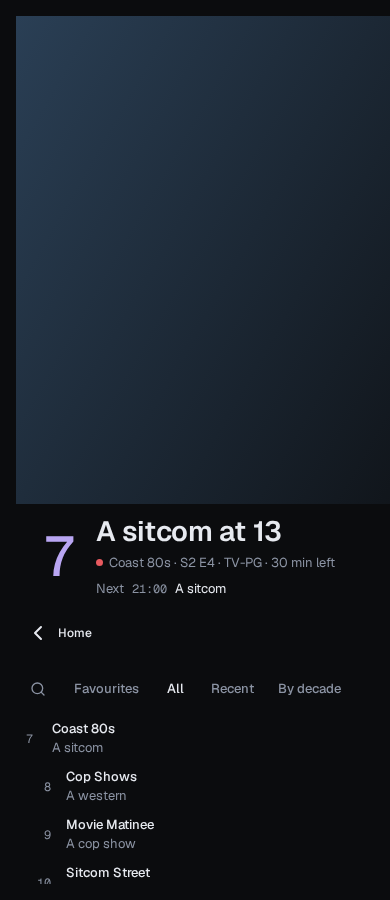 7
A sitcom at 13
Coast 80s · S2 E4 · TV-PG · 30 min left
Next 21:00 A sitcom
Home
Favourites All Recent By decade
7 Coast 80s
A sitcom
8 Cop Shows
A western
9 Movie Matinee
A cop show
10 Sitcom Street